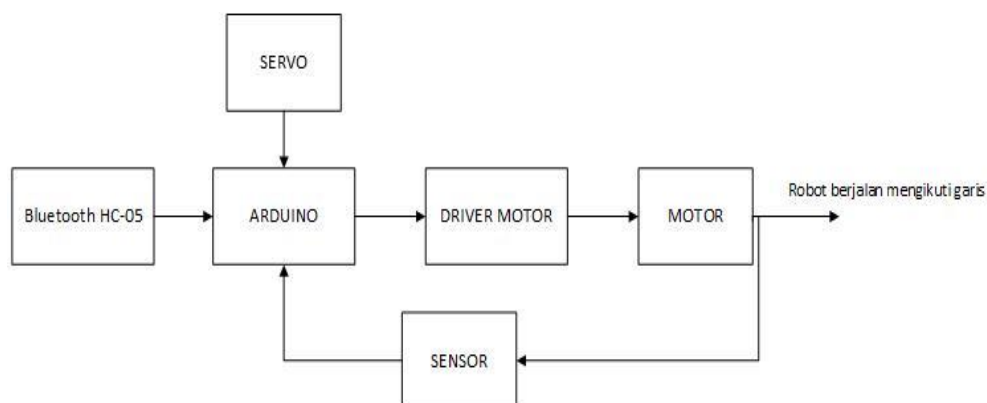 SERVO
Bluetooth HC-05
ARDUINO
DRIVER MOTOR
MOTOR
Robot berjalan mengikuti garis
SENSOR